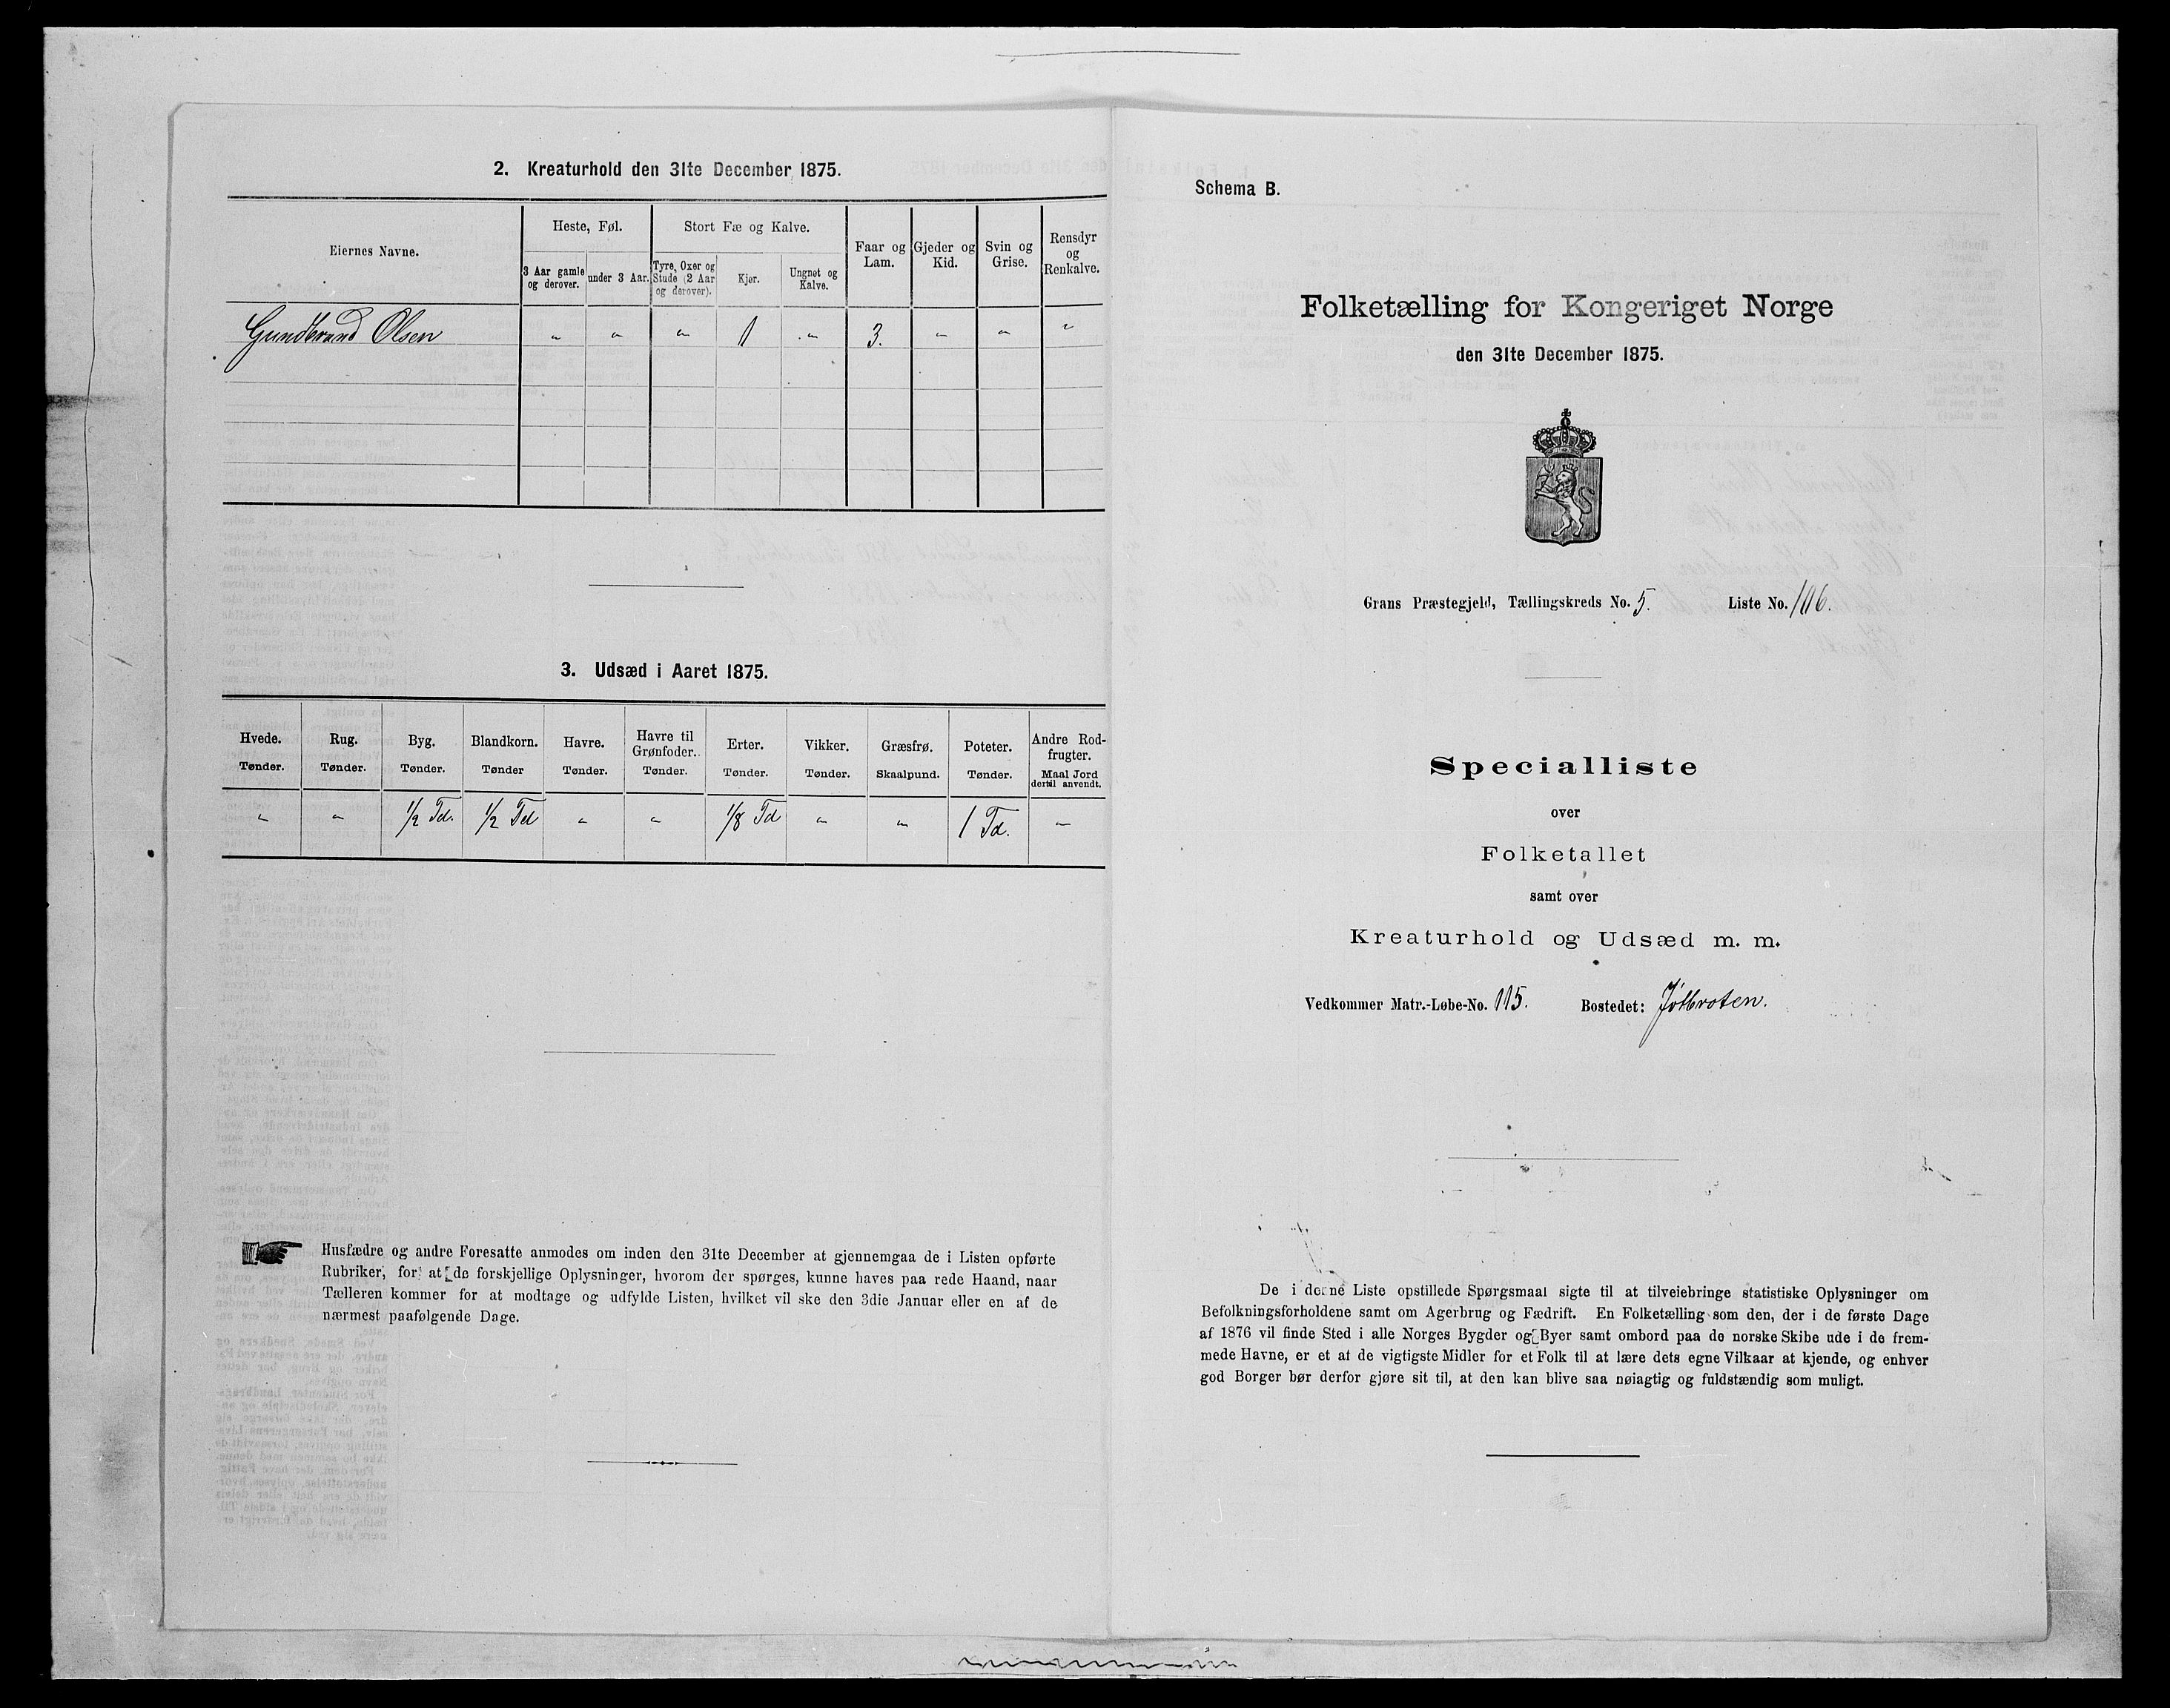 2. Kreaturhold den 31te December 1875.
Eiernes Navne.
Heste, Føl.
Stort Fæ og Kalve.
Faar og Lam.
Gjeder og Kid.
Svin og Grise.
Rensdyr og Renkalve.
3 Aar gamle og derover.
under 3 Aar.
Tyre, Oxer og Stude (2 Aar og derover).
Kjør.
Ungnøt og Kalve.
Gundbrand Olsen " " " 1 " 3. " " "
3. Udsæd i Aaret 1875.
Hvede. Rug. Byg. Blandkorn. Havre. Havre til Grønfoder. Erter. Vikker. Græsfrø. Poteter. Andre Rodfrugter.
Tønder. Tønder. Tønder. Tønder Tønder. Tønder. Tønder. Tønder. Skaalpund. Tønder. Maal Jord dertil anvendt.
" " 1/2 Td. 1/2 Td " " 1/8 Td " " 1 Td. "
Husfædre og andre Foresatte anmodes om inden den 31te December at gjennemgaa de i Listen opførte
Rubriker, for at de forskjellige Oplysninger, hvorom der spørges, kunne haves paa rede Haand, naar
Tælleren kommer for at modtage og udfylde Listen, hvilket vil ske den 3die Januar eller en af de
nærmest paafølgende Dage.
Schema B.
Folketælling for Kongeriget Norge
den 31te December 1875.
Grans Præstegjeld, Tællingskreds No. 5. Liste No. 106.
Specialliste
over
Folketallet
samt over
Kreaturhold og Udsæd m. m.
Vedkommer Matr.-Løbe-No. 115. Bostedet: Jøtbroten.
De i denne Liste opstillede Spørgsmaal sigte til at tilveiebringe statistiske Oplysninger om
Befolkningsforholdene samt om Agerbrug og Fædrift. En Folketælling som den, der i de første Dage
af 1876 vil finde Sted i alle Norges Bygder og Byer samt ombord paa de norske Skibe ude i de frem-
mede Havne, er et at de vigtigste Midler for et Folk til at lære dets egne Vilkaar at kjende, og enhver
god Borger bør derfor gjøre sit til, at den kan blive saa nøiagtig og fuldstændig som muligt.